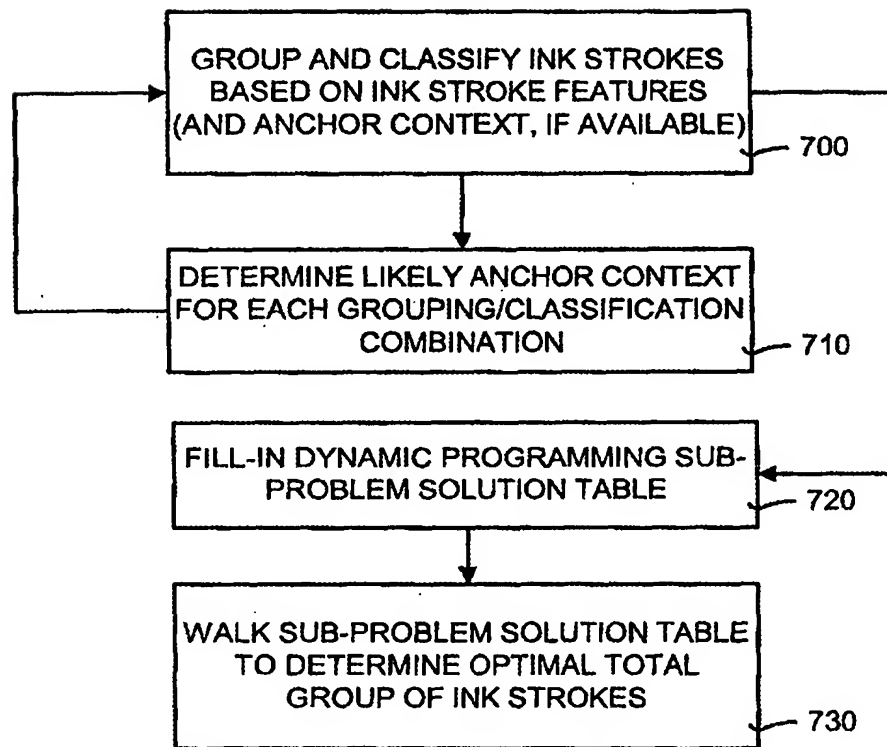 GROUP AND CLASSIFY INK STROKES
BASED ON INK STROKE FEATURES
(AND ANCHOR CONTEXT, IF AVAILABLE)
700
DETERMINE LIKELY ANCHOR CONTEXT
FOR EACH GROUPING/CLASSIFICATION
COMBINATION
710
FILL-IN DYNAMIC PROGRAMMING SUB-
PROBLEM SOLUTION TABLE
720
WALK SUB-PROBLEM SOLUTION TABLE
TO DETERMINE OPTIMAL TOTAL
GROUP OF INK STROKES
730